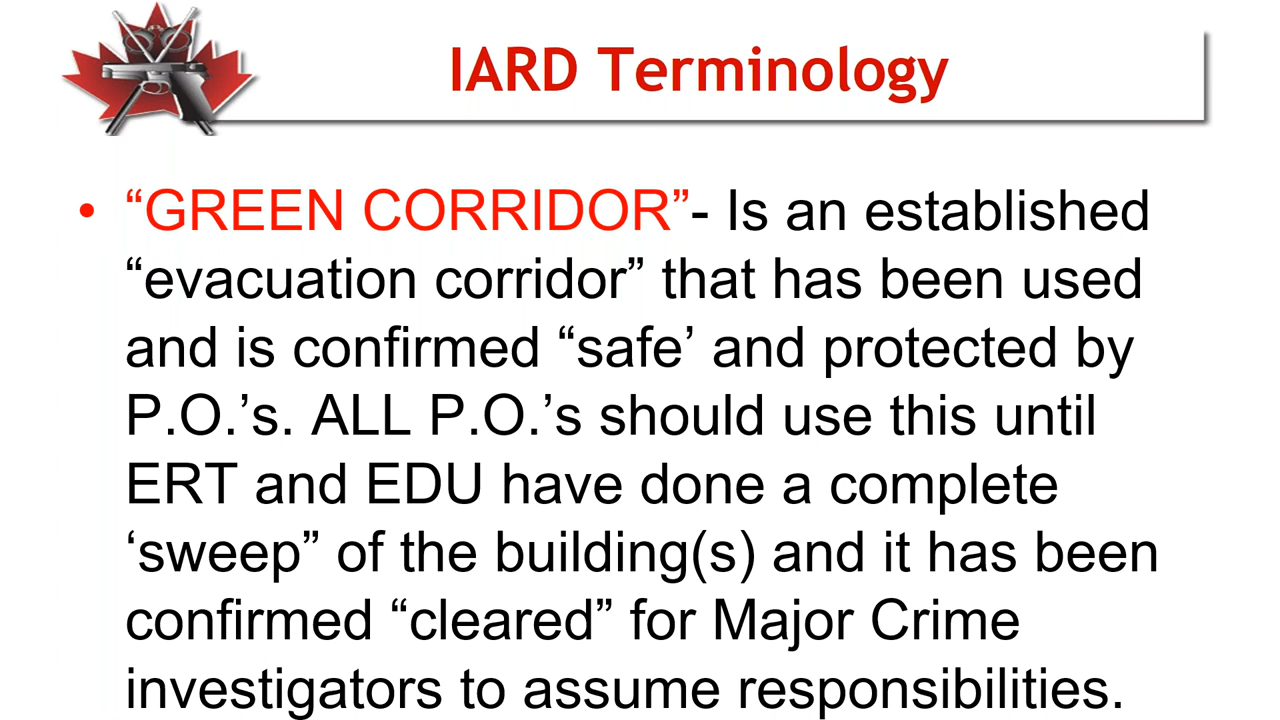 IARD Terminology
• “GREEN CORRIDOR”- Is an established
“evacuation corridor” that has been used
and is confirmed “safe’ and protected by
P.O.’s. ALL P.O.’s should use this until
ERT and EDU have done a complete
‘sweep” of the building(s) and it has been
confirmed “cleared” for Major Crime
investigators to assume responsibilities.